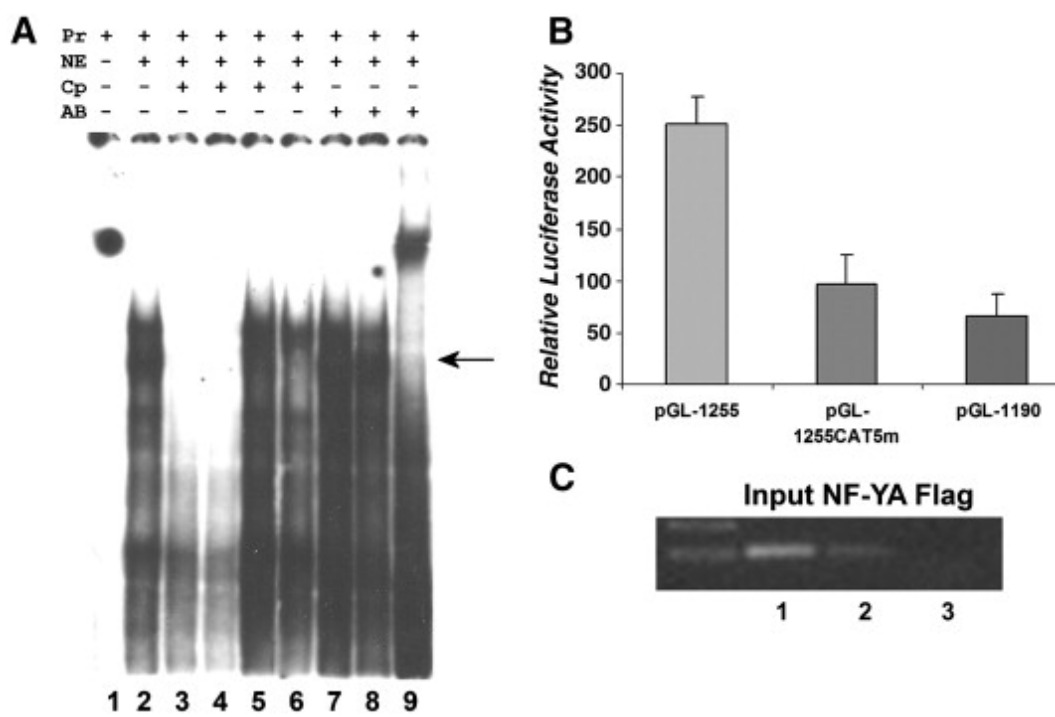 A
Pr + + + + + + + + +
NE - + + + + + + + +
Cp - - + + + + - - -
AB - - - - - - + + +
1 2 3 4 5 6 7 8 9
B
Relative Luciferase Activity
300
250
200
150
100
50
0
pGL-1255
pGL-
1255CAT5m
pGL-1190
C
Input NF-YA Flag
1 2 3